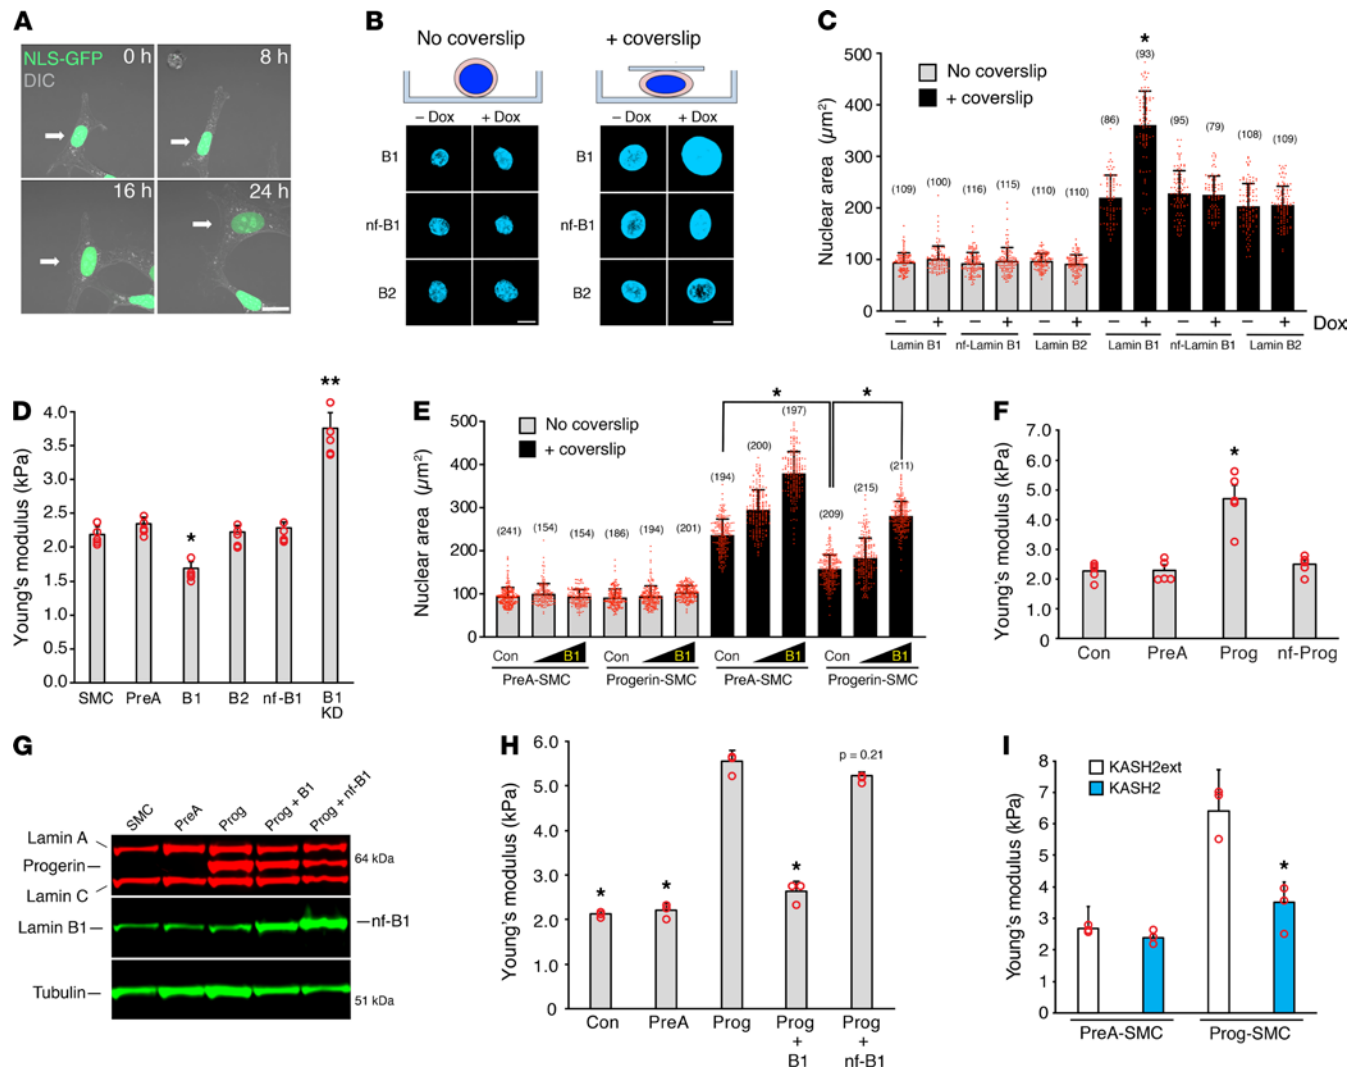 A
NLS-GFP
DIC
0 h
8 h
16 h
24 h
B
No coverslip
+ coverslip
– Dox
+ Dox
– Dox
+ Dox
B1
nf-B1
B2
B1
nf-B1
B2
C
No coverslip
+ coverslip
Nuclear area (µm²)
500
400
300
200
100
0
(109)
(100)
(116)
(115)
(110)
(110)
(86)
*
(93)
(95)
(79)
(108)
(109)
– + – + – + – + – + – + Dox
Lamin B1
nf-Lamin B1
Lamin B2
Lamin B1
nf-Lamin B1
Lamin B2
D
Young's modulus (kPa)
4.0
3.5
3.0
2.5
2.0
1.5
1.0
0.5
0.0
*
**
SMC
PreA
B1
B2
nf-B1
B1
KD
E
No coverslip
+ coverslip
Nuclear area (µm²)
500
400
300
200
100
0
(241)
(154)
(154)
(186)
(194)
(201)
(194)
(200)
(197)
(209)
(215)
(211)
*
*
Con
B1
Con
B1
Con
B1
Con
B1
PreA-SMC
Progerin-SMC
PreA-SMC
Progerin-SMC
F
Young's modulus (kPa)
7.0
6.0
5.0
4.0
3.0
2.0
1.0
0
*
Con
PreA
Prog
nf-Prog
G
SMC
PreA
Prog
Prog + B1
Prog + nf-B1
Lamin A
Progerin
Lamin C
Lamin B1
Tubulin
64 kDa
nf-B1
51 kDa
H
Young's modulus (kPa)
6.0
5.0
4.0
3.0
2.0
1.0
0
*
*
*
p = 0.21
Con
PreA
Prog
Prog
+
B1
Prog
+
nf-B1
I
KASH2ext
KASH2
Young's modulus (kPa)
8
7
6
5
4
3
2
1
0
*
PreA-SMC
Prog-SMC